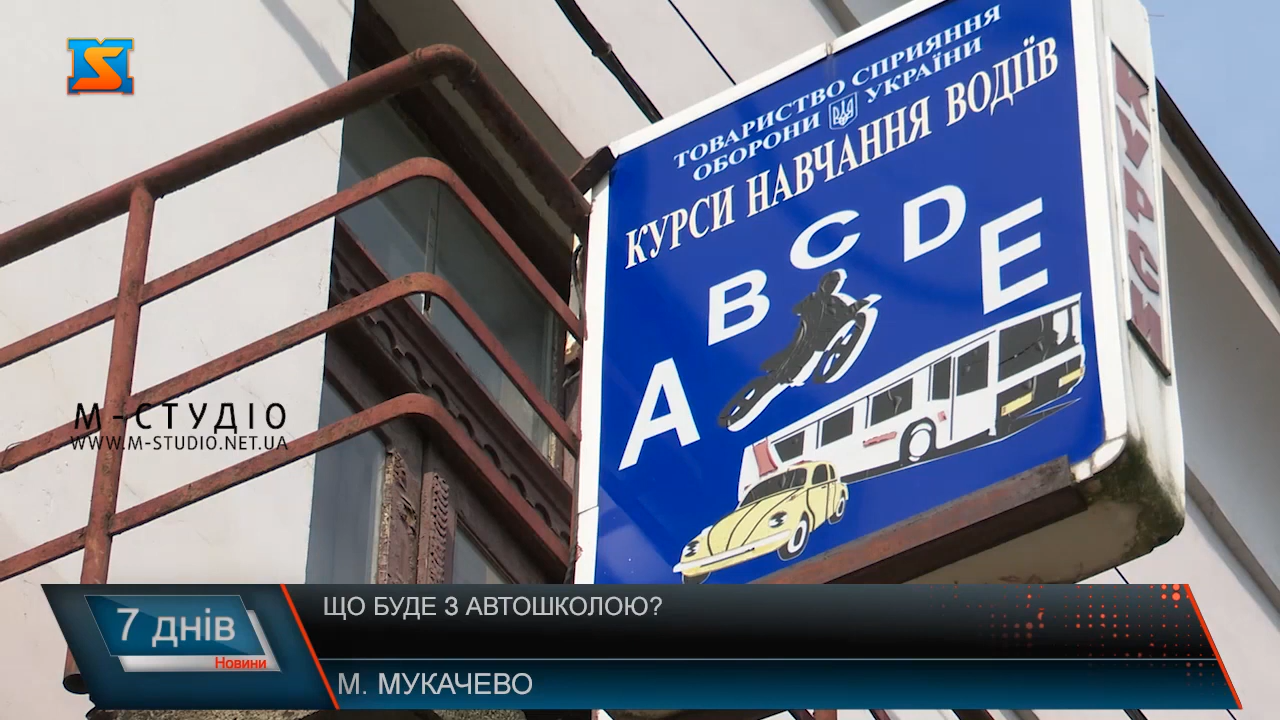 ТОВАРИСТВО СПРИЯННЯ
ОБОРОНИ УКРАЇНИ
КУРСИ НАВЧАННЯ ВОДІЇВ
A B C D E
КУРСИ
М-СТУДІО
WWW.M-STUDIO.NET.UA
7 днів
Новини
ЩО БУДЕ З АВТОШКОЛОЮ?
М. МУКАЧЕВО